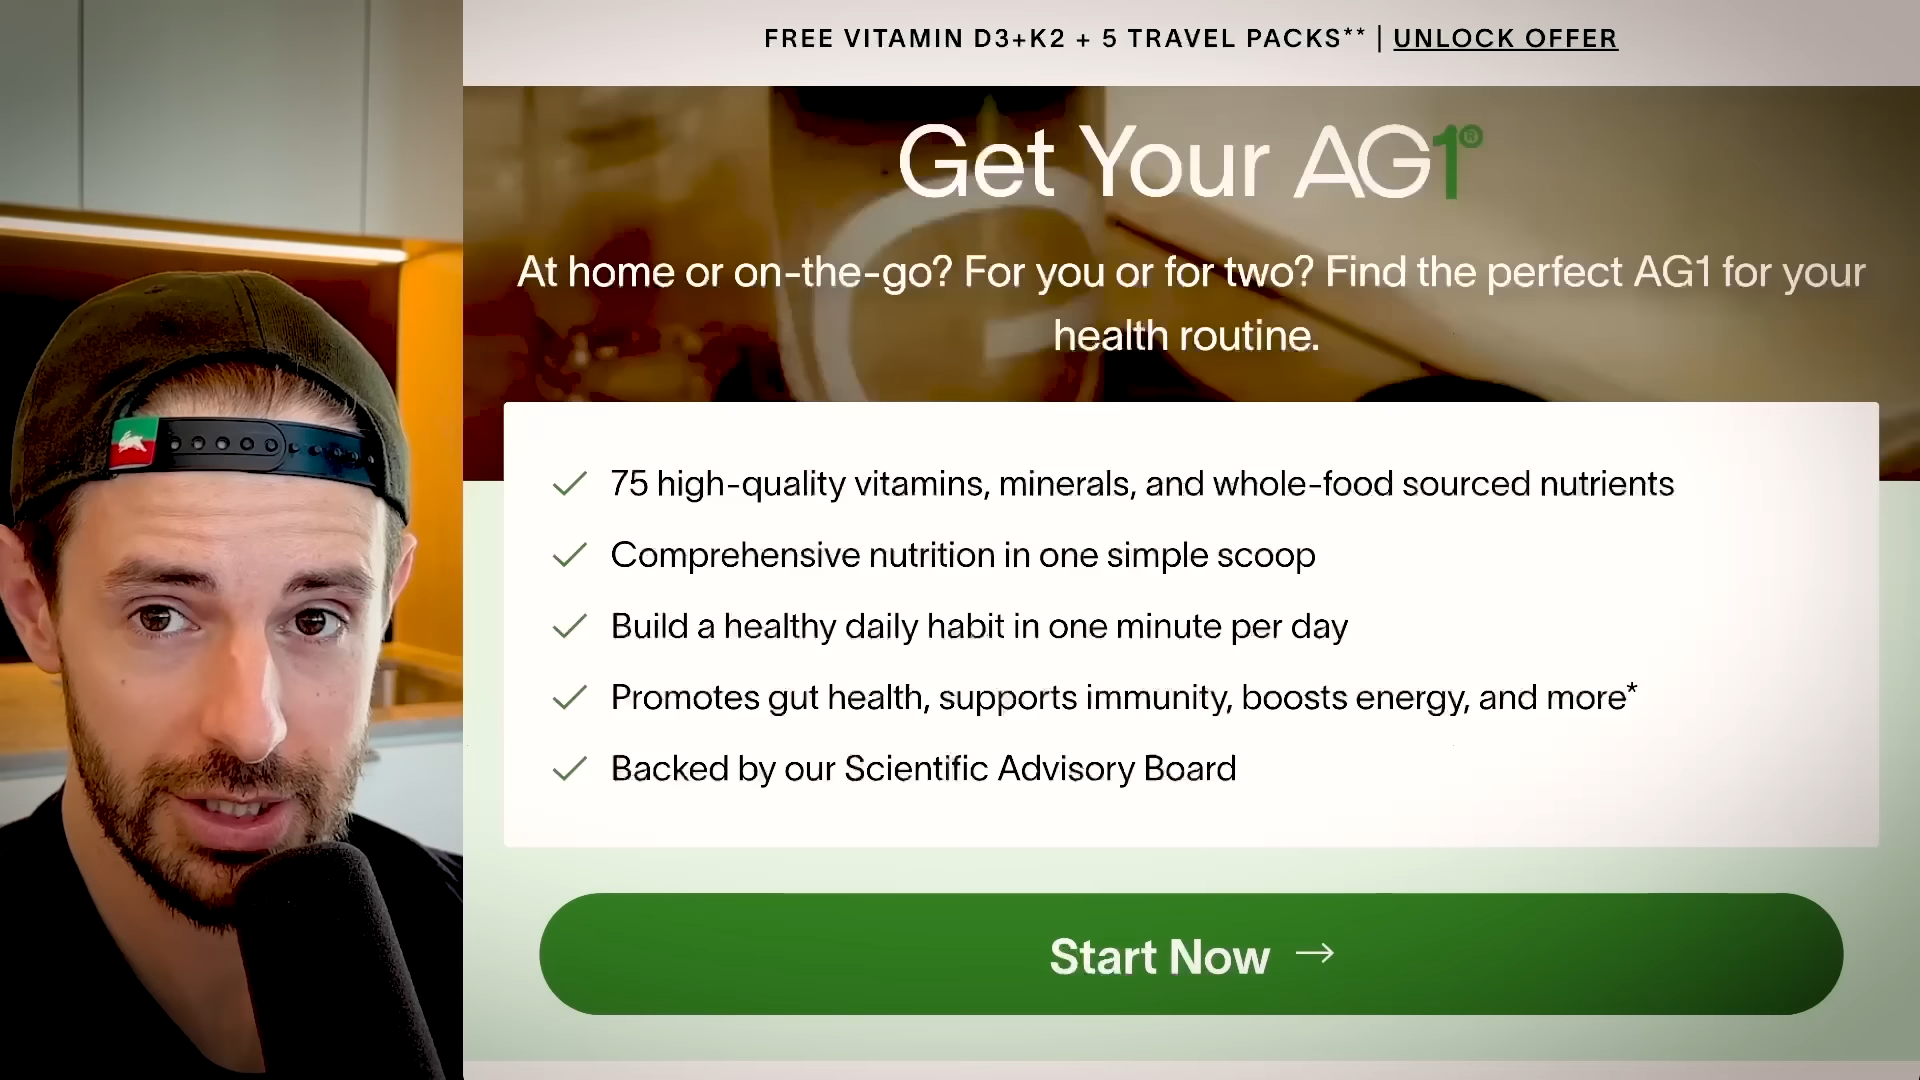 FREE VITAMIN D3+K2 + 5 TRAVEL PACKS** | UNLOCK OFFER
Get Your AG1®
At home or on-the-go? For you or for two? Find the perfect AG1 for your
health routine.
75 high-quality vitamins, minerals, and whole-food sourced nutrients
Comprehensive nutrition in one simple scoop
Build a healthy daily habit in one minute per day
Promotes gut health, supports immunity, boosts energy, and more*
Backed by our Scientific Advisory Board
Start Now →